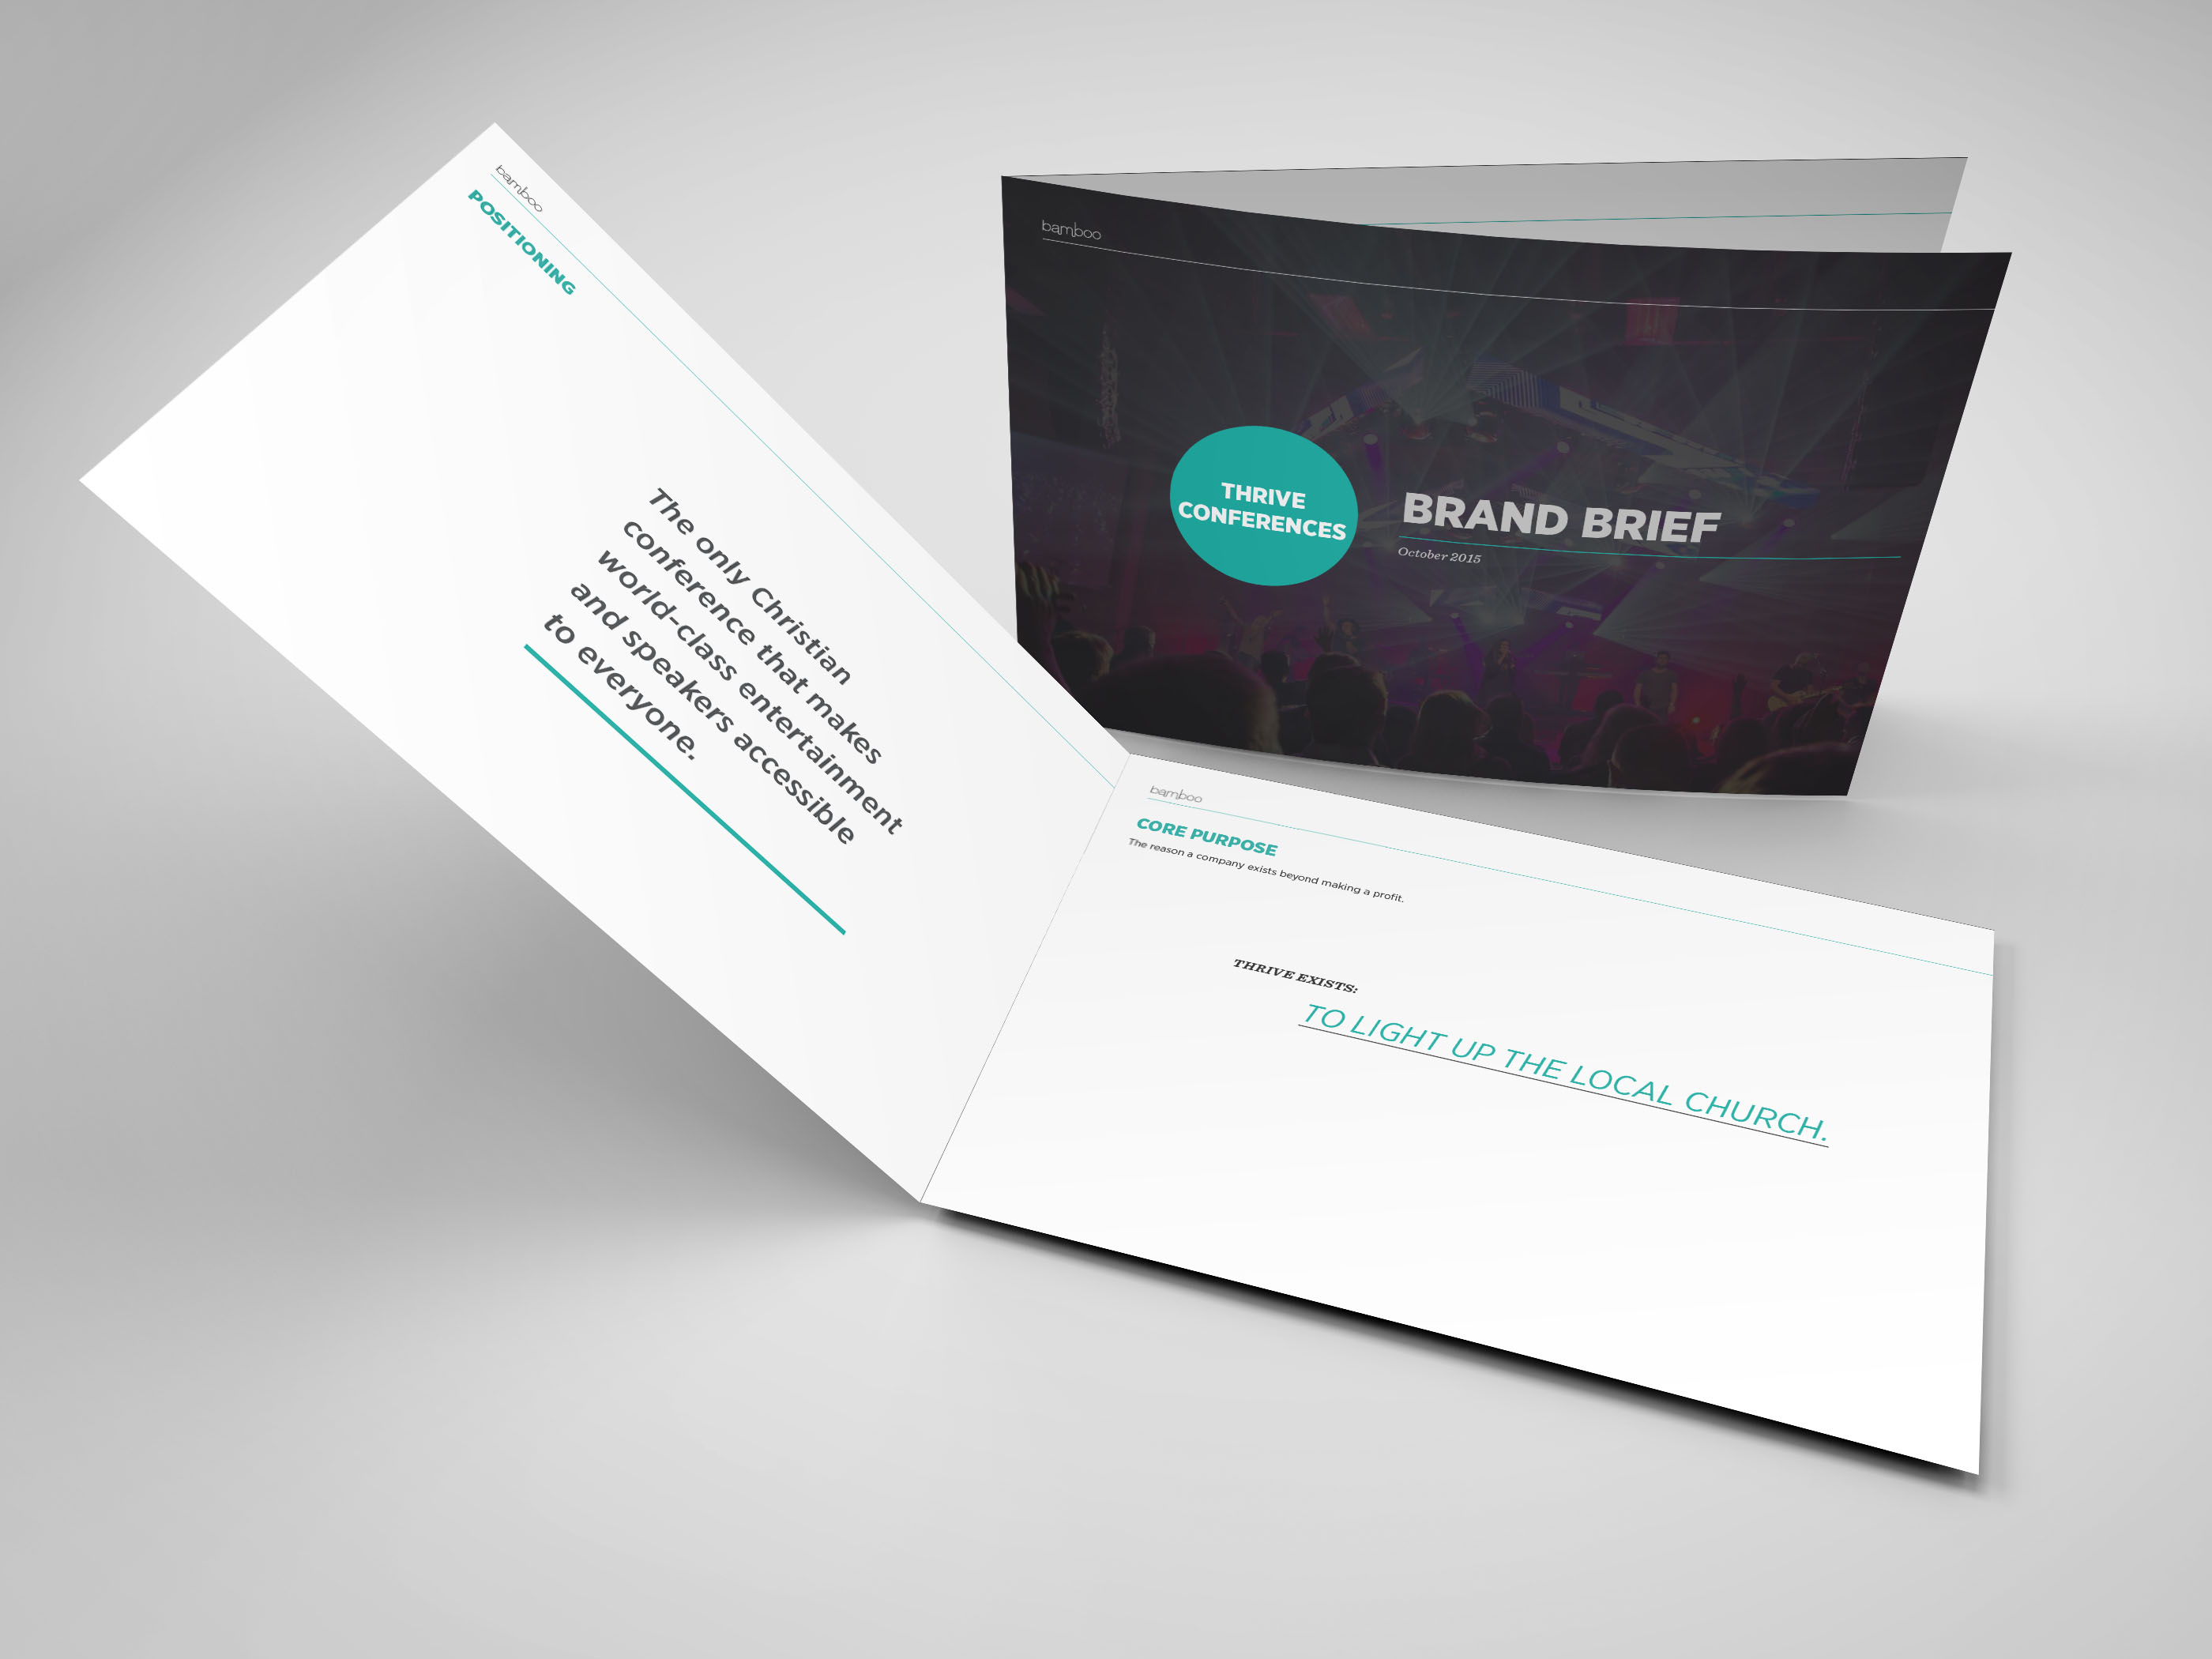 bamboo
POSITIONING
The only Christian
conference that makes
world-class entertainment
and speakers accessible
to everyone.
bamboo
THRIVE
CONFERENCES
BRAND BRIEF
October 2015
bamboo
CORE PURPOSE
The reason a company exists beyond making a profit.
THRIVE EXISTS:
TO LIGHT UP THE LOCAL CHURCH.